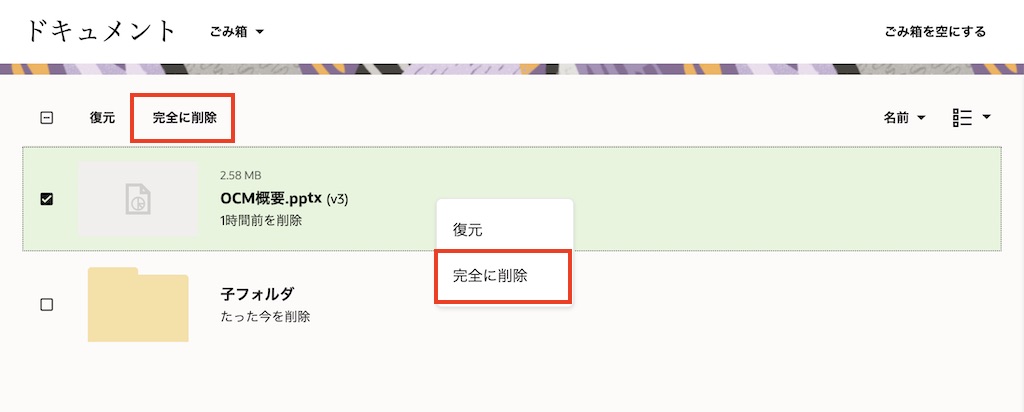 ドキュメント ごみ箱 ごみ箱を空にする
復元 完全に削除 名前
2.58 MB
OCM概要.pptx (v3)
1時間前を削除
復元
完全に削除
子フォルダ
たった今を削除